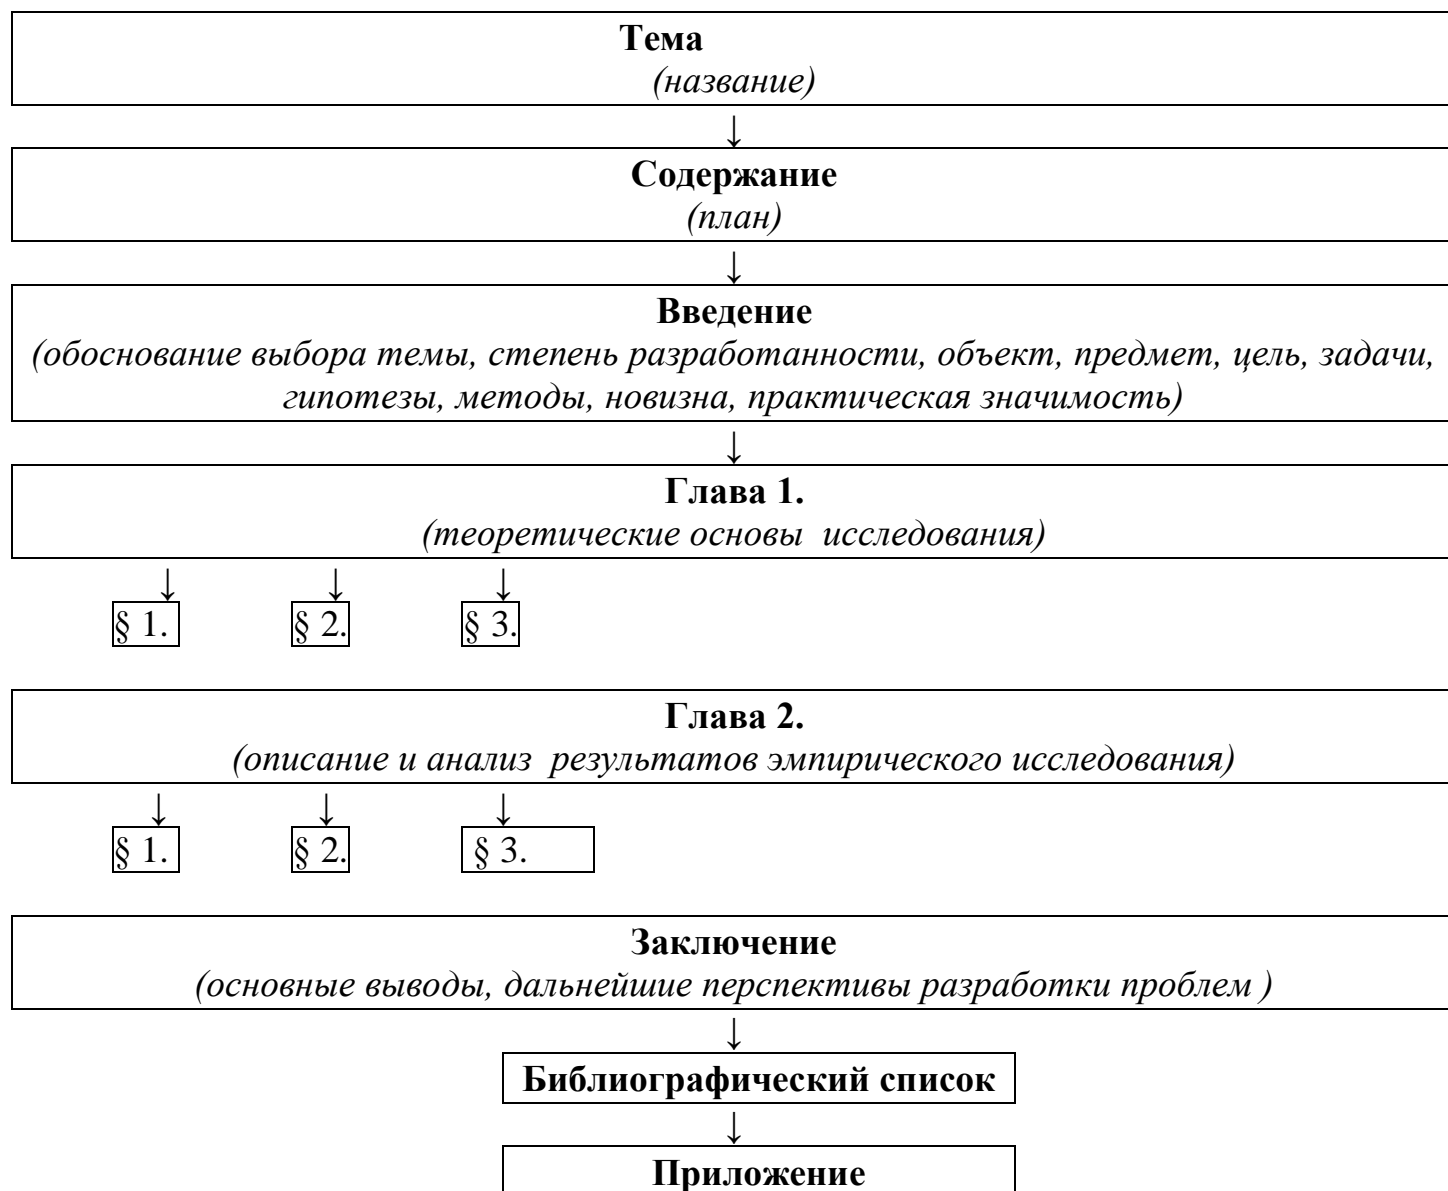 Тема
(название)
↓
Содержание
(план)
↓
Введение
(обоснование выбора темы, степень разработанности, объект, предмет, цель, задачи,
гипотезы, методы, новизна, практическая значимость)
↓
Глава 1.
(теоретические основы исследования)
↓ ↓ ↓
§ 1. § 2. § 3.
Глава 2.
(описание и анализ результатов эмпирического исследования)
↓ ↓ ↓
§ 1. § 2. § 3.
Заключение
(основные выводы, дальнейшие перспективы разработки проблем )
↓
Библиографический список
↓
Приложение